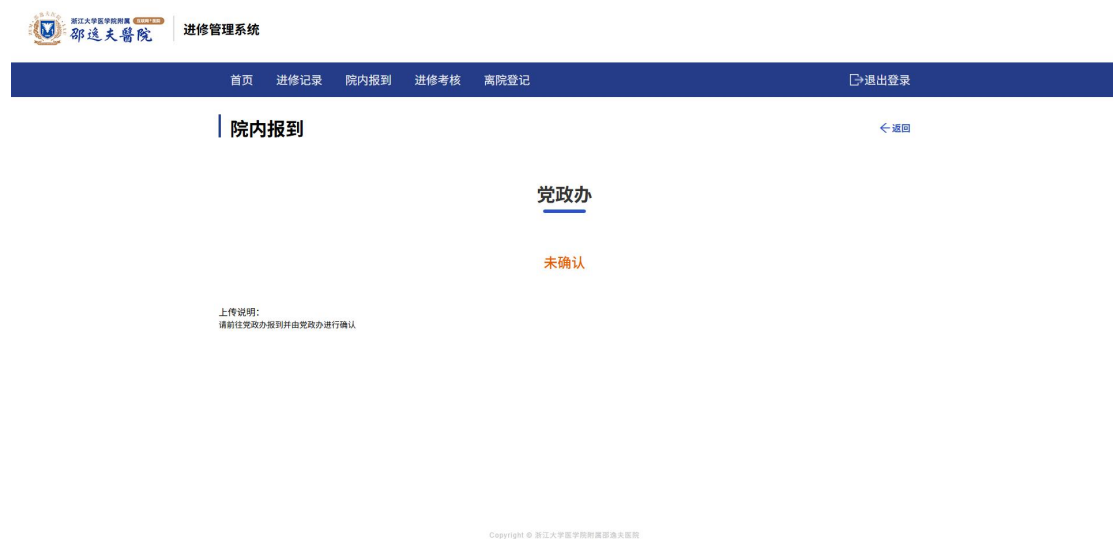 浙江大学医学院附属
邵逸夫醫院
进修管理系统
首页 进修记录 院内报到 进修考核 离院登记 退出登录
院内报到 返回
党政办
未确认
上传说明：
请前往党政办报到并由党政办进行确认
Copyright © 浙江大学医学院附属邵逸夫医院